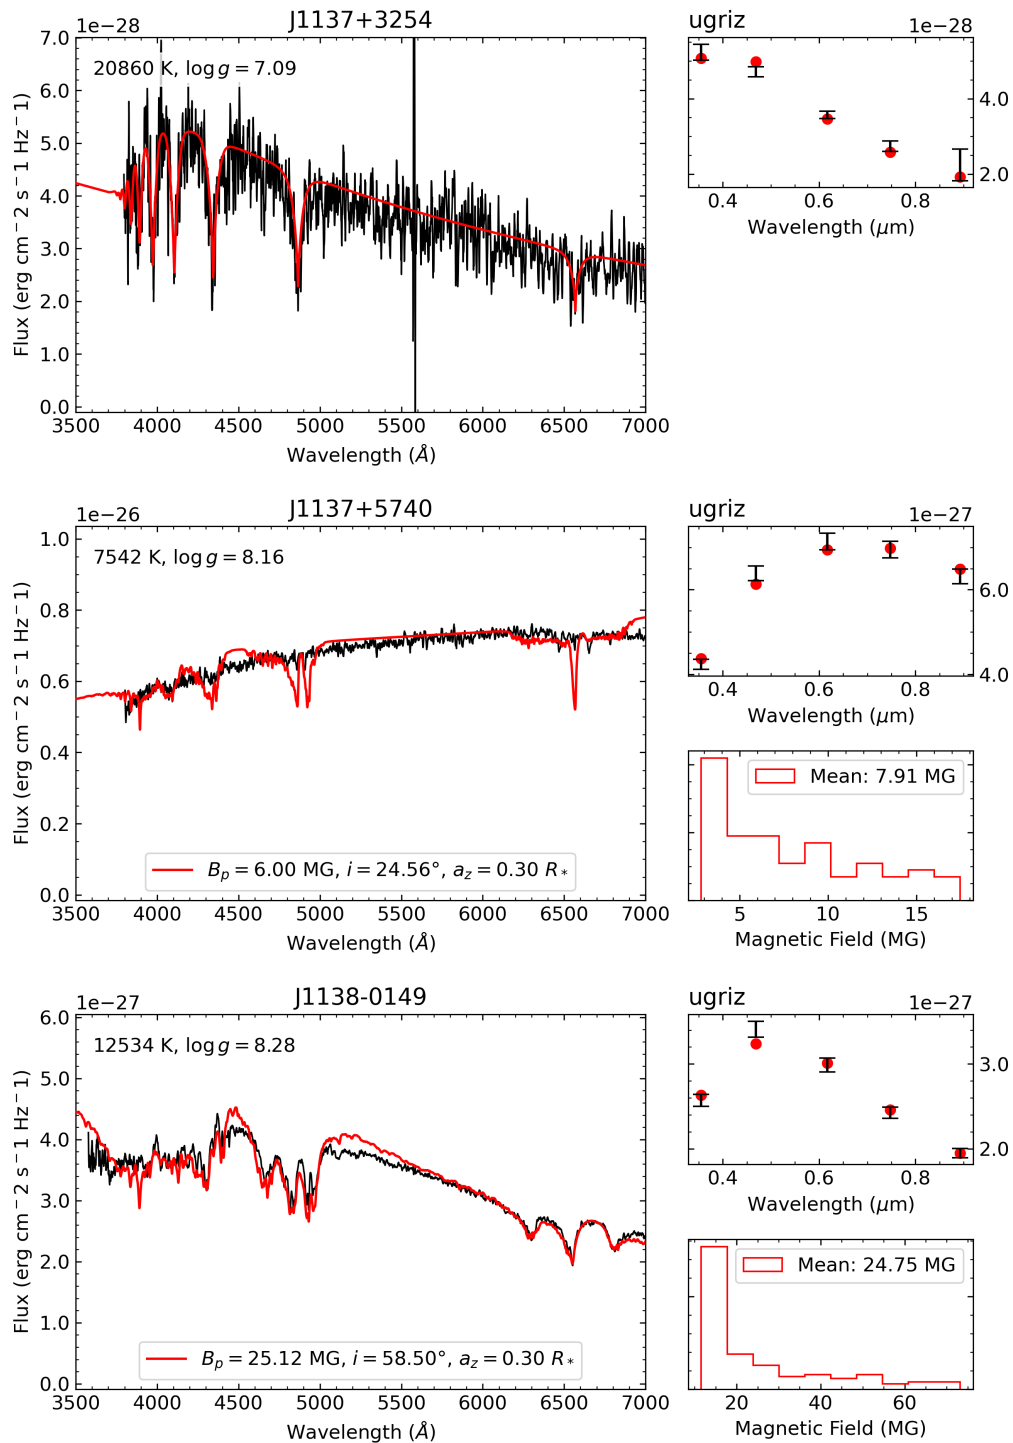 J1137+3254
1e−28
20860 K, log g = 7.09
Flux (erg cm−2 s−1 Hz−1)
7.0
6.0
5.0
4.0
3.0
2.0
1.0
0.0
3500 4000 4500 5000 5500 6000 6500 7000
Wavelength (Å)
ugriz
1e−28
4.0
2.0
0.4 0.6 0.8
Wavelength (μm)
J1137+5740
1e−26
7542 K, log g = 8.16
Flux (erg cm−2 s−1 Hz−1)
1.0
0.8
0.6
0.4
0.2
0.0
B_p = 6.00 MG, i = 24.56°, a_z = 0.30 R_*
3500 4000 4500 5000 5500 6000 6500 7000
Wavelength (Å)
ugriz
1e−27
6.0
4.0
0.4 0.6 0.8
Wavelength (μm)
Mean: 7.91 MG
5 10 15
Magnetic Field (MG)
J1138-0149
1e−27
12534 K, log g = 8.28
Flux (erg cm−2 s−1 Hz−1)
6.0
5.0
4.0
3.0
2.0
1.0
0.0
B_p = 25.12 MG, i = 58.50°, a_z = 0.30 R_*
3500 4000 4500 5000 5500 6000 6500 7000
Wavelength (Å)
ugriz
1e−27
3.0
2.0
0.4 0.6 0.8
Wavelength (μm)
Mean: 24.75 MG
20 40 60
Magnetic Field (MG)